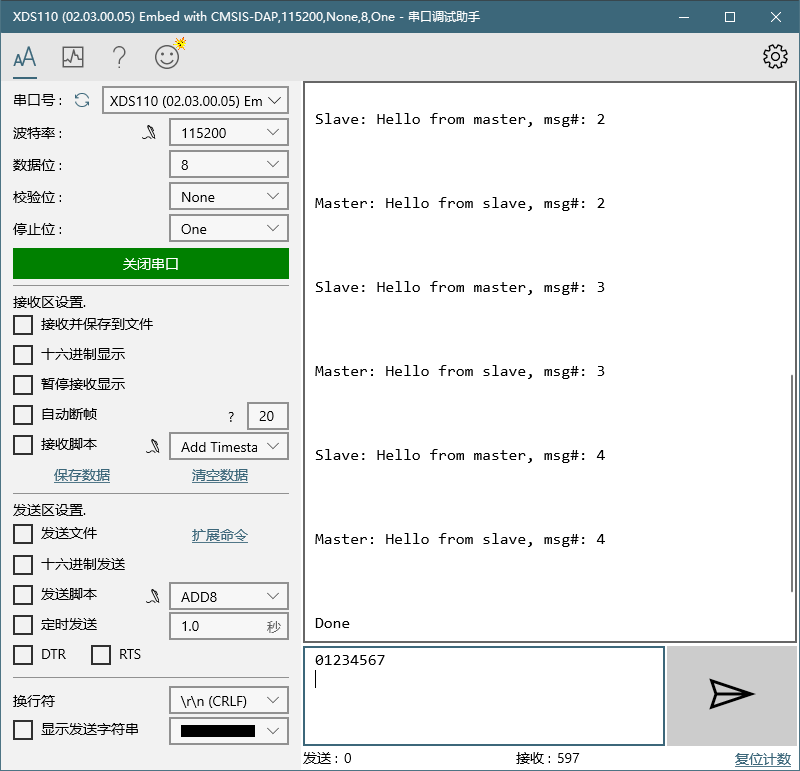 XDS110 (02.03.00.05) Embed with CMSIS-DAP,115200,None,8,One - 串口调试助手
AA
?
串口号：
XDS110 (02.03.00.05) Em
波特率：
115200
数据位：
8
校验位：
None
停止位：
One
关闭串口
接收区设置.
接收并保存到文件
十六进制显示
暂停接收显示
自动断帧
?
20
接收脚本
Add Timesta
保存数据
清空数据
发送区设置.
发送文件
扩展命令
十六进制发送
发送脚本
ADD8
定时发送
1.0
秒
DTR
RTS
换行符
\r\n (CRLF)
显示发送字符串
Slave: Hello from master, msg#: 2
Master: Hello from slave, msg#: 2
Slave: Hello from master, msg#: 3
Master: Hello from slave, msg#: 3
Slave: Hello from master, msg#: 4
Master: Hello from slave, msg#: 4
Done
01234567
发送：0
接收：597
复位计数